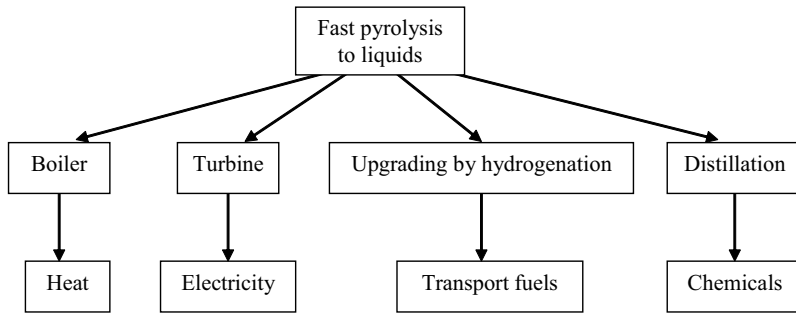 Fast pyrolysis
to liquids
Boiler
Turbine
Upgrading by hydrogenation
Distillation
Heat
Electricity
Transport fuels
Chemicals